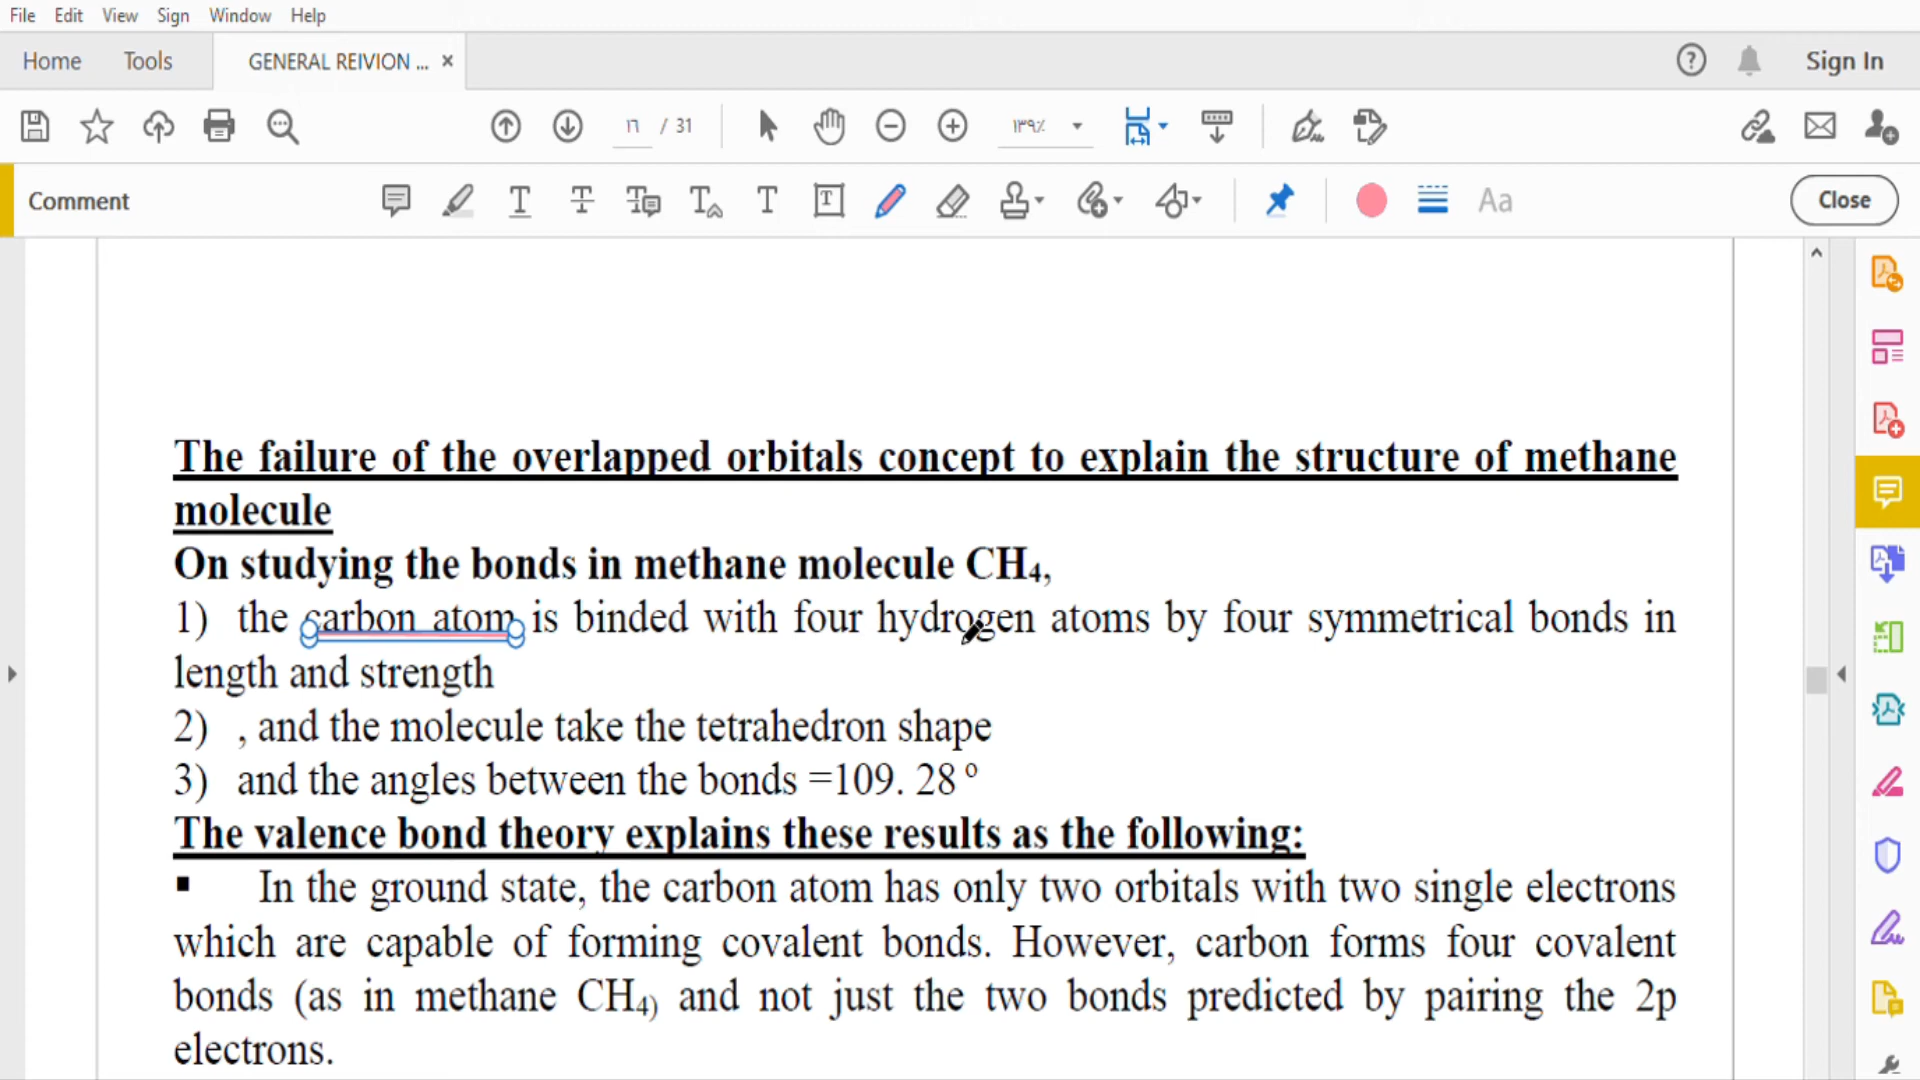 File Edit View Sign Window Help
Home Tools GENERAL REIVION ... × Sign In
١٦ / 31 ١٣٩٪
Comment Aa Close
The failure of the overlapped orbitals concept to explain the structure of methane
molecule
On studying the bonds in methane molecule CH₄,
1) the carbon atom is binded with four hydrogen atoms by four symmetrical bonds in
length and strength
2) , and the molecule take the tetrahedron shape
3) and the angles between the bonds =109. 28 º
The valence bond theory explains these results as the following:
▪ In the ground state, the carbon atom has only two orbitals with two single electrons
which are capable of forming covalent bonds. However, carbon forms four covalent
bonds (as in methane CH₄₎ and not just the two bonds predicted by pairing the 2p
electrons.